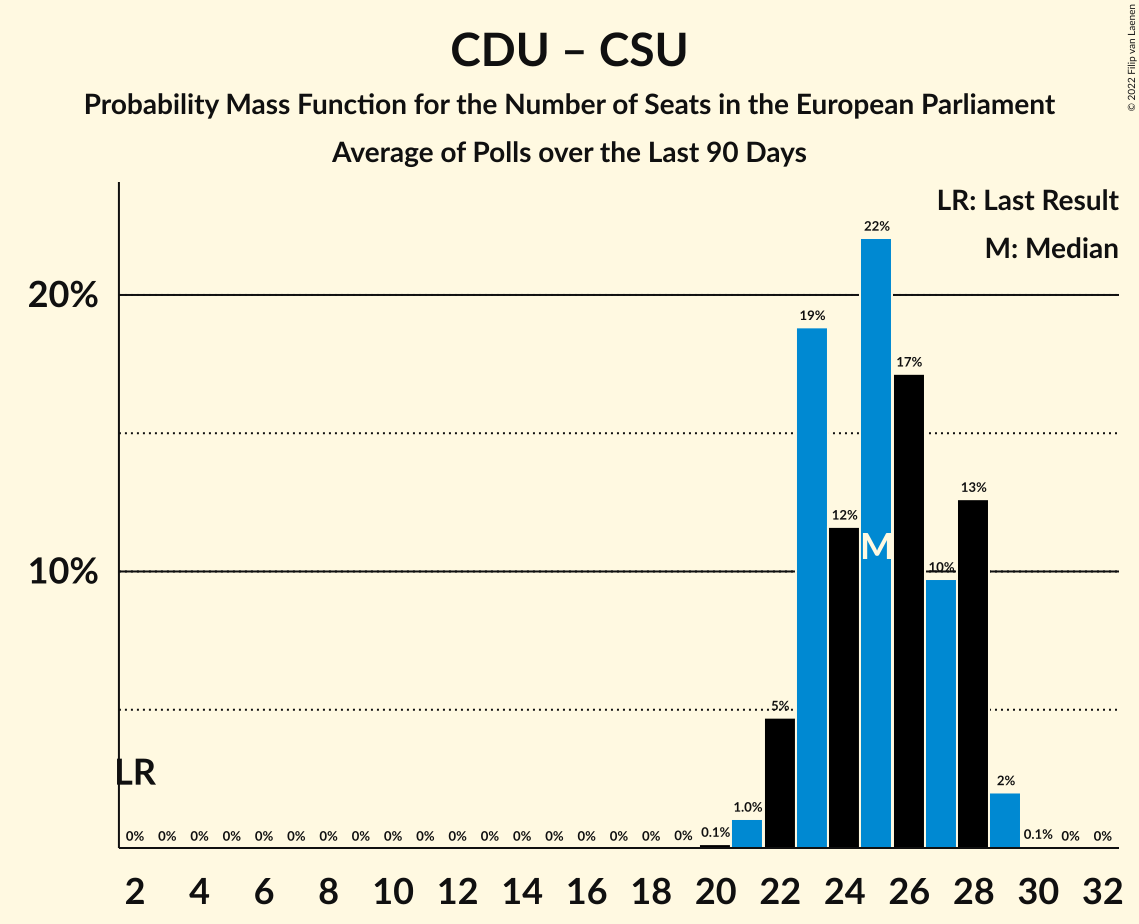 CDU – CSU
Probability Mass Function for the Number of Seats in the European Parliament
Average of Polls over the Last 90 Days
© 2022 Filip van Laenen
LR: Last Result
M: Median
20%
10%
LR
M
0% 0% 0% 0% 0% 0% 0% 0% 0% 0% 0% 0% 0% 0% 0% 0% 0% 0% 0.1% 1.0% 5% 19% 12% 22% 17% 10% 13% 2% 0.1% 0% 0%
2 4 6 8 10 12 14 16 18 20 22 24 26 28 30 32